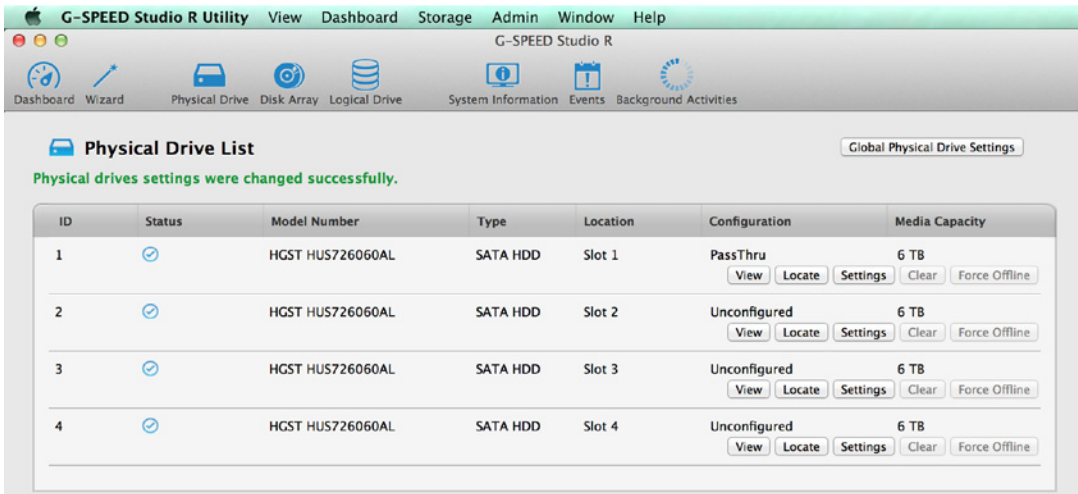 G-SPEED Studio R Utility View Dashboard Storage Admin Window Help
G-SPEED Studio R
Dashboard Wizard Physical Drive Disk Array Logical Drive System Information Events Background Activities
Physical Drive List Global Physical Drive Settings
Physical drives settings were changed successfully.
ID Status Model Number Type Location Configuration Media Capacity
1 HGST HUS726060AL SATA HDD Slot 1 PassThru 6 TB
View Locate Settings Clear Force Offline
2 HGST HUS726060AL SATA HDD Slot 2 Unconfigured 6 TB
View Locate Settings Clear Force Offline
3 HGST HUS726060AL SATA HDD Slot 3 Unconfigured 6 TB
View Locate Settings Clear Force Offline
4 HGST HUS726060AL SATA HDD Slot 4 Unconfigured 6 TB
View Locate Settings Clear Force Offline